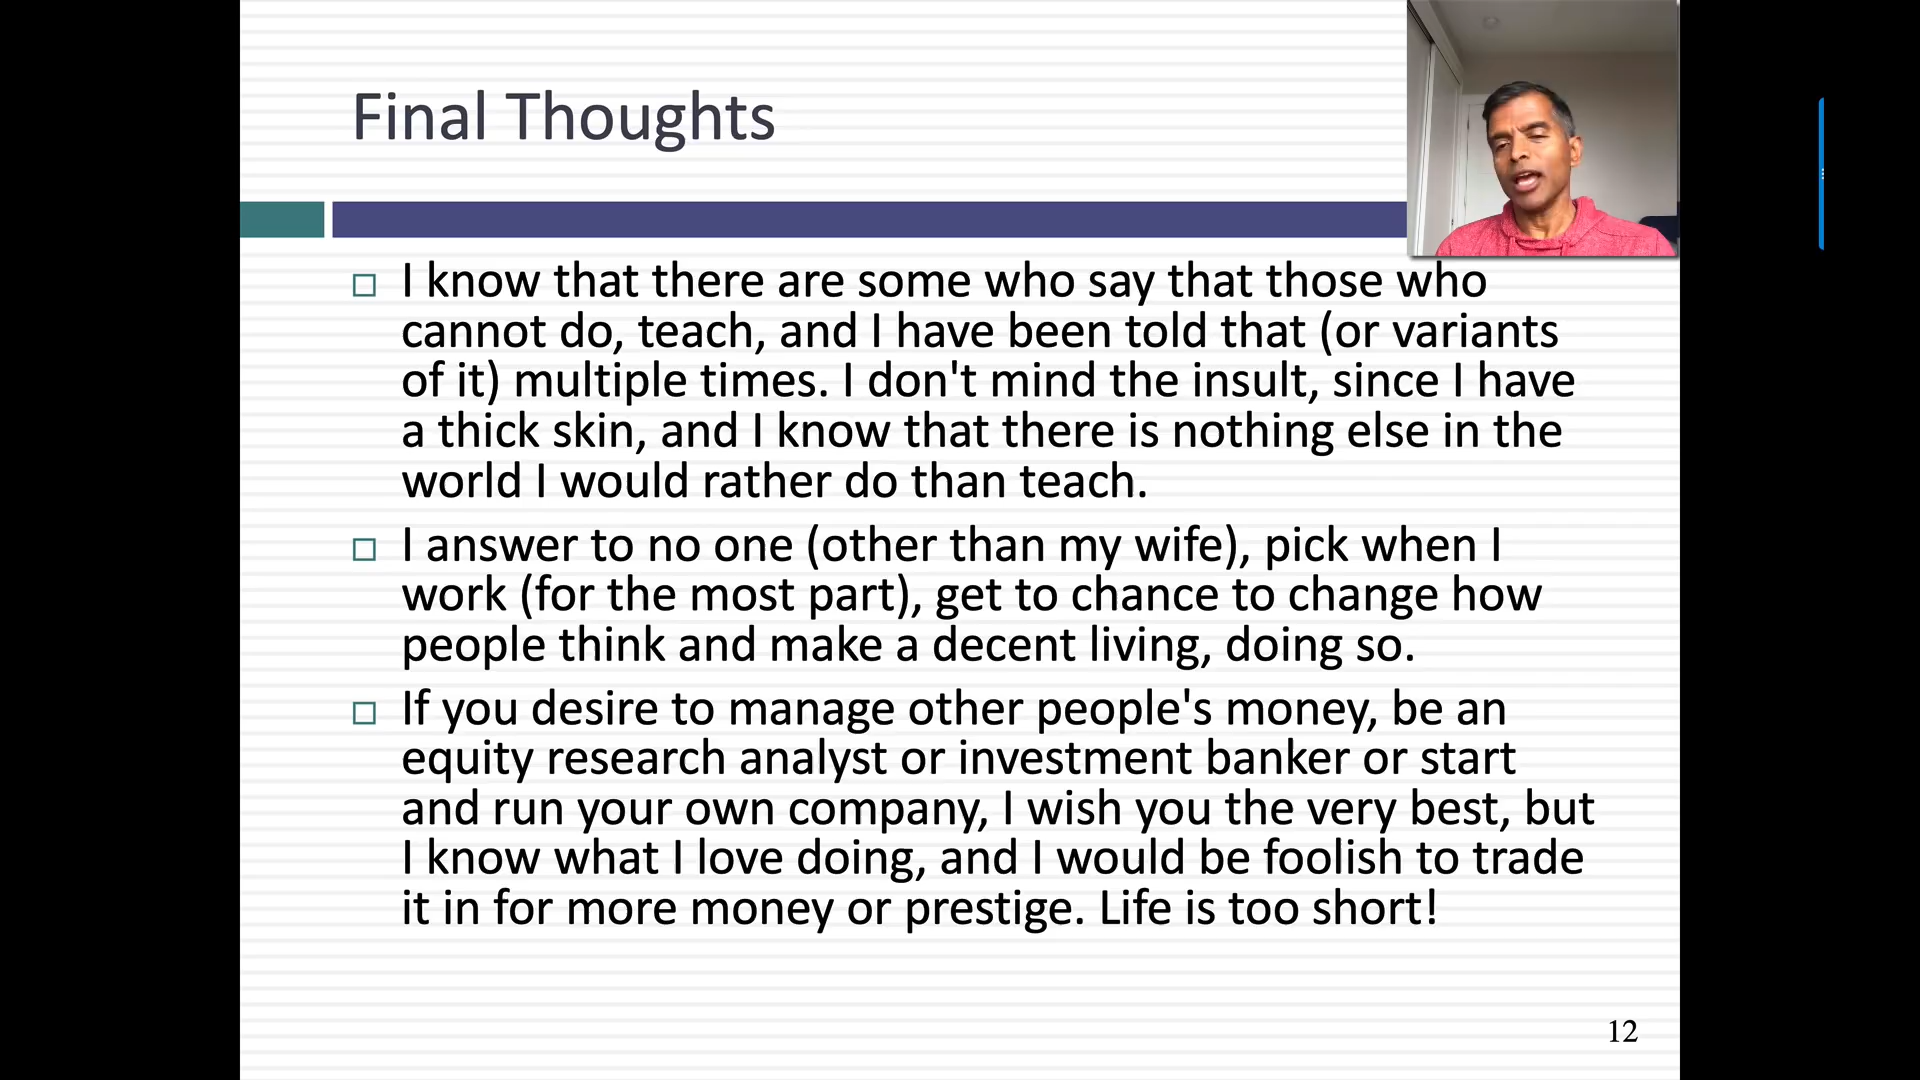 Final Thoughts
I know that there are some who say that those who
cannot do, teach, and I have been told that (or variants
of it) multiple times. I don't mind the insult, since I have
a thick skin, and I know that there is nothing else in the
world I would rather do than teach.
I answer to no one (other than my wife), pick when I
work (for the most part), get to chance to change how
people think and make a decent living, doing so.
If you desire to manage other people's money, be an
equity research analyst or investment banker or start
and run your own company, I wish you the very best, but
I know what I love doing, and I would be foolish to trade
it in for more money or prestige. Life is too short!
12